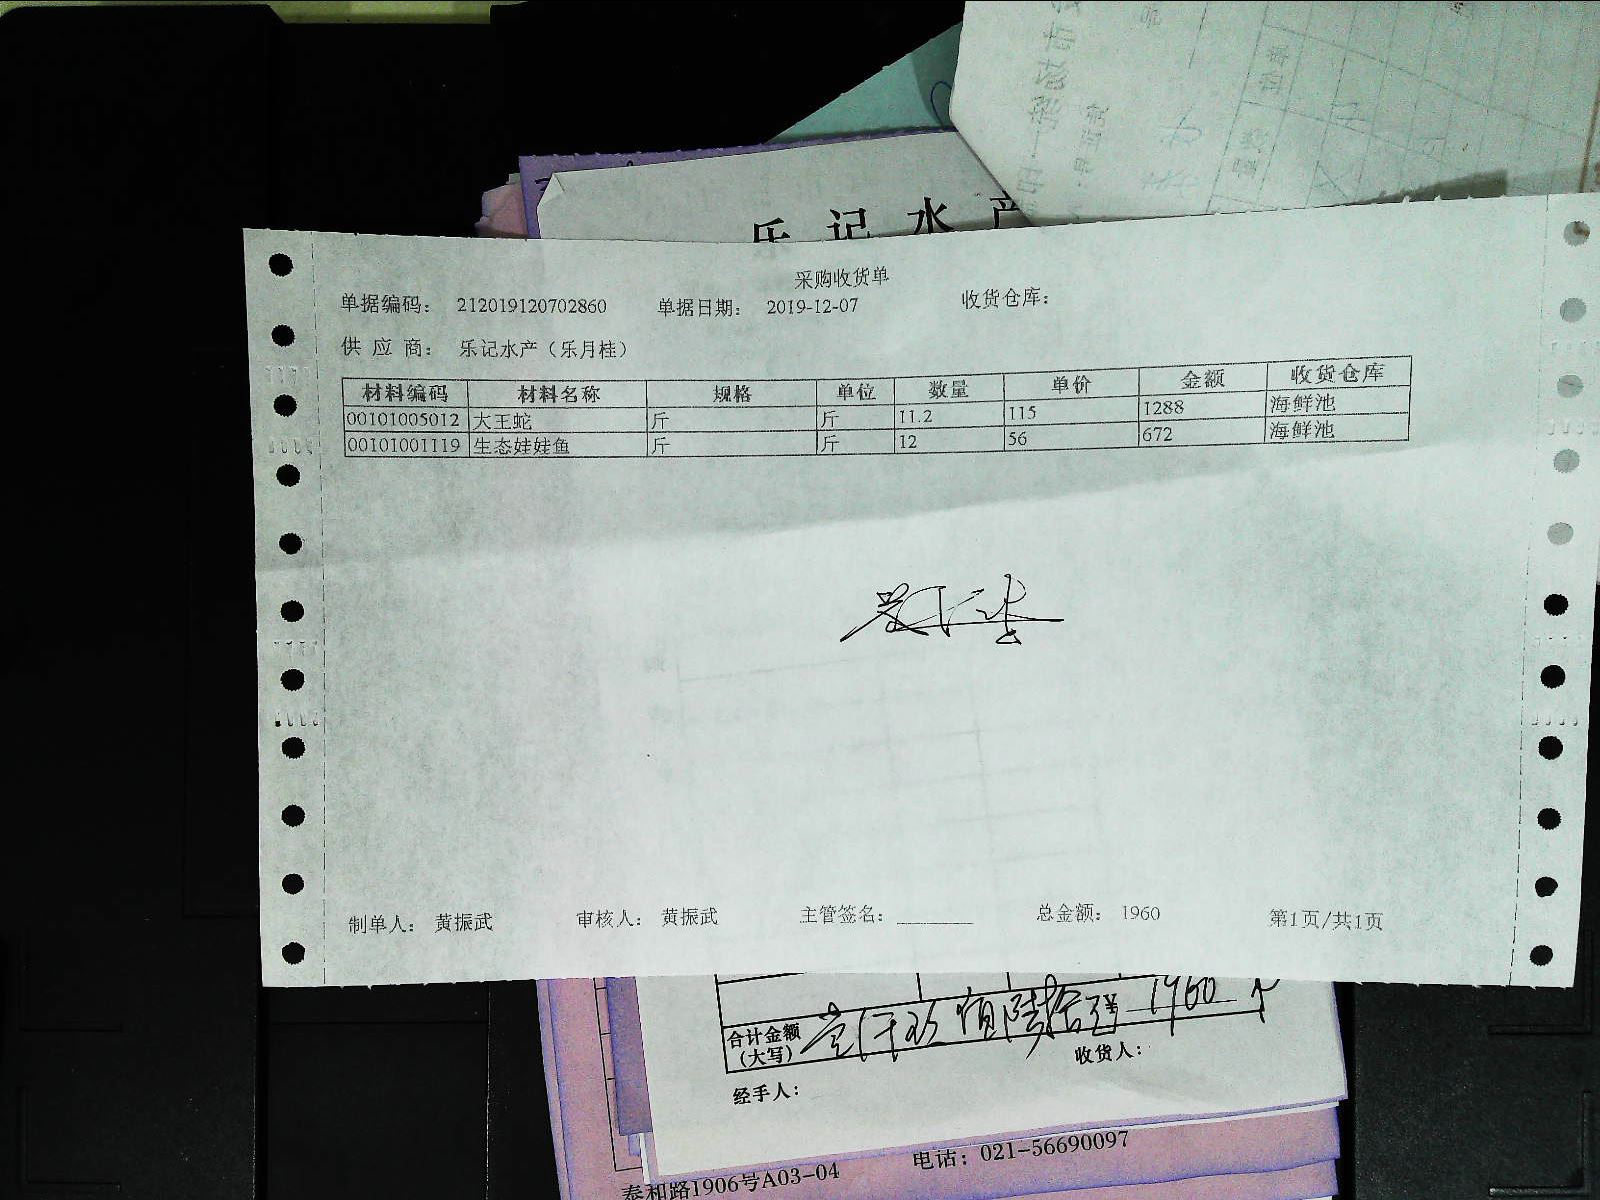 乐记水产
采购收货单
单据编码： 212019120702860 单据日期： 2019-12-07 收货仓库：
供 应 商： 乐记水产（乐月桂）
材料编码 材料名称 规格 单位 数量 单价 金额 收货仓库
00101005012 大王蛇 斤 斤 11.2 115 1288 海鲜池
00101001119 生态娃娃鱼 斤 斤 12 56 672 海鲜池
制单人： 黄振武 审核人： 黄振武 主管签名： 总金额： 1960 第1页/共1页
合计金额 壹仟玖佰陆拾 1960
（大写）
收货人：
经手人：
电话：021-56690097
泰和路1906号A03-04